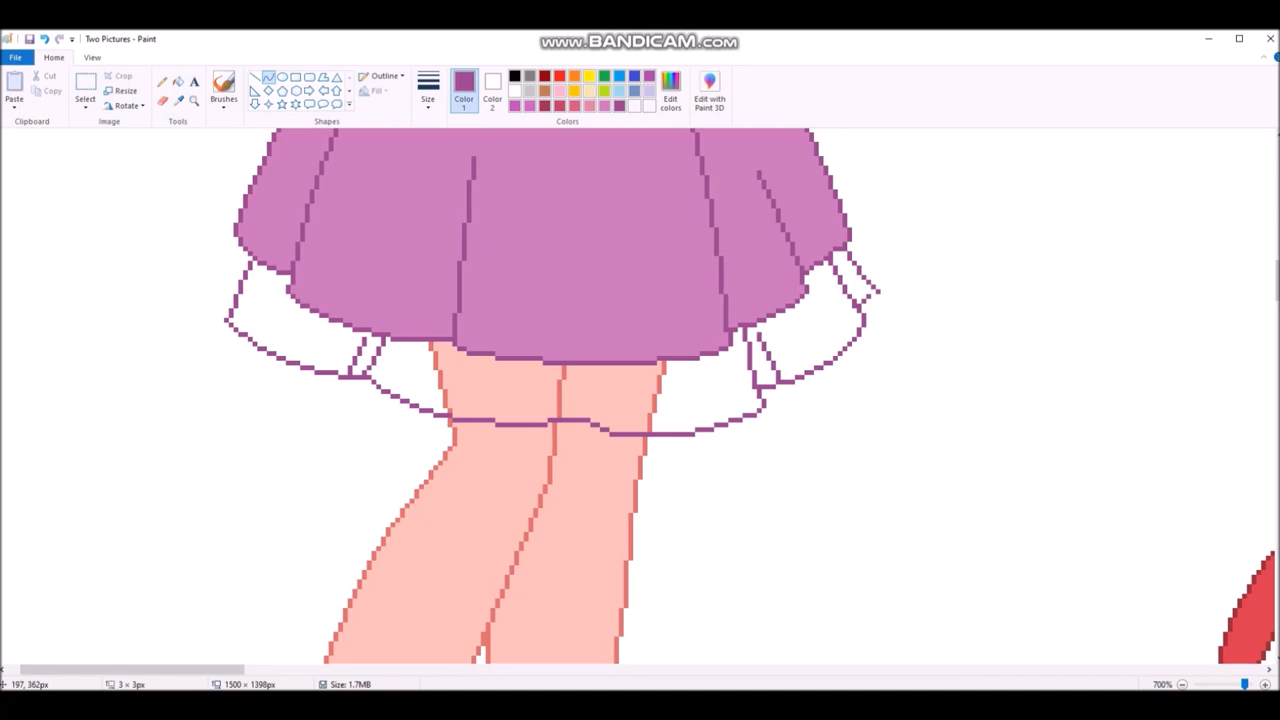 www.BANDICAM.com
Two Pictures - Paint
File
Home
View
Paste
Cut
Copy
Clipboard
Select
Crop
Resize
Rotate
Image
A
Tools
Brushes
Outline
Fill
Shapes
Size
Color
1
Color
2
Edit
colors
Colors
Edit with
Paint 3D
197, 362px
3 × 3px
1500 × 1398px
Size: 1.7MB
700%